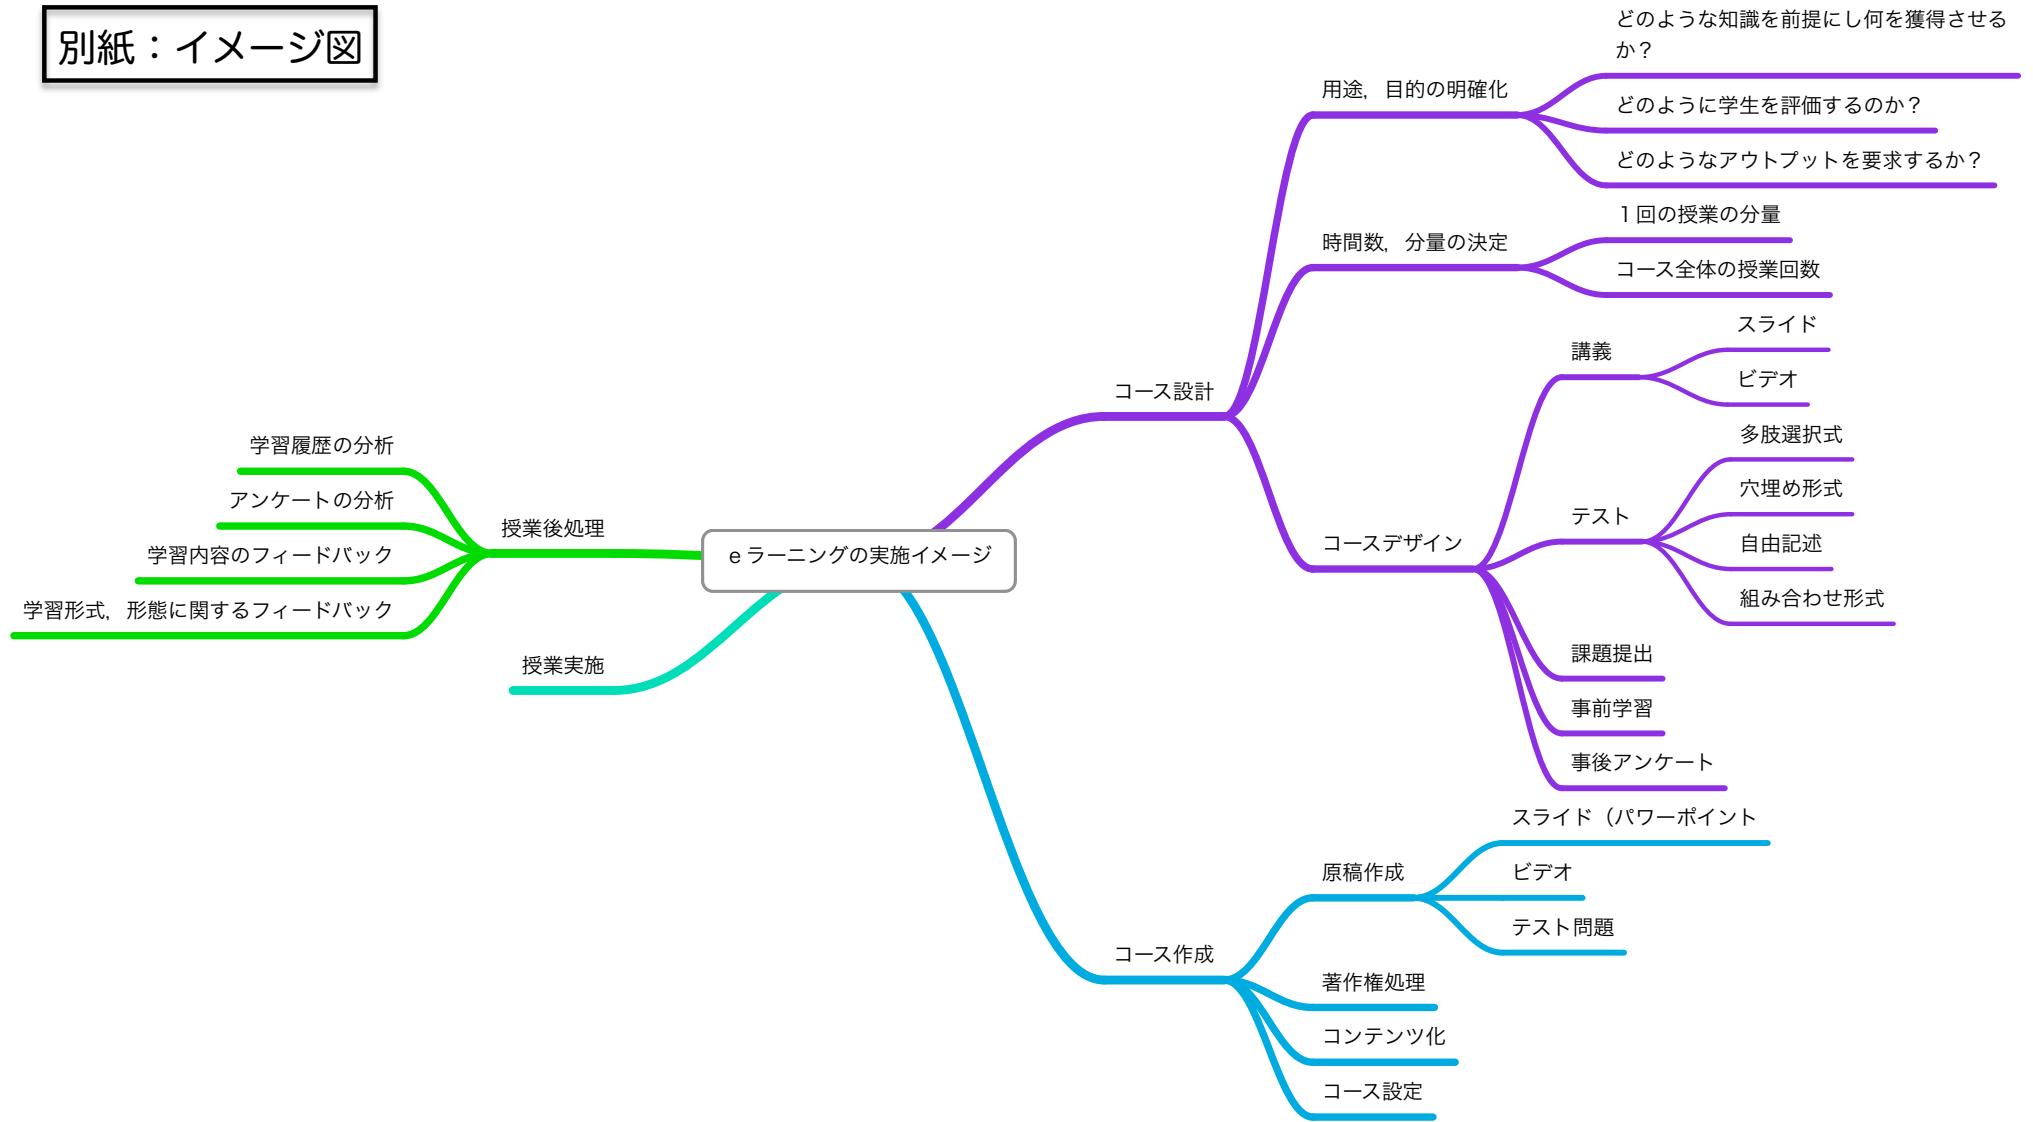 別紙：イメージ図
どのような知識を前提にし何を獲得させる
か？
用途，目的の明確化
どのように学生を評価するのか？
どのようなアウトプットを要求するか？
１回の授業の分量
時間数，分量の決定
コース全体の授業回数
スライド
講義
ビデオ
コース設計
多肢選択式
穴埋め形式
テスト
自由記述
組み合わせ形式
コースデザイン
課題提出
事前学習
事後アンケート
学習履歴の分析
アンケートの分析
授業後処理
学習内容のフィードバック
学習形式，形態に関するフィードバック
ｅラーニングの実施イメージ
授業実施
スライド（パワーポイント
原稿作成
ビデオ
テスト問題
コース作成
著作権処理
コンテンツ化
コース設定